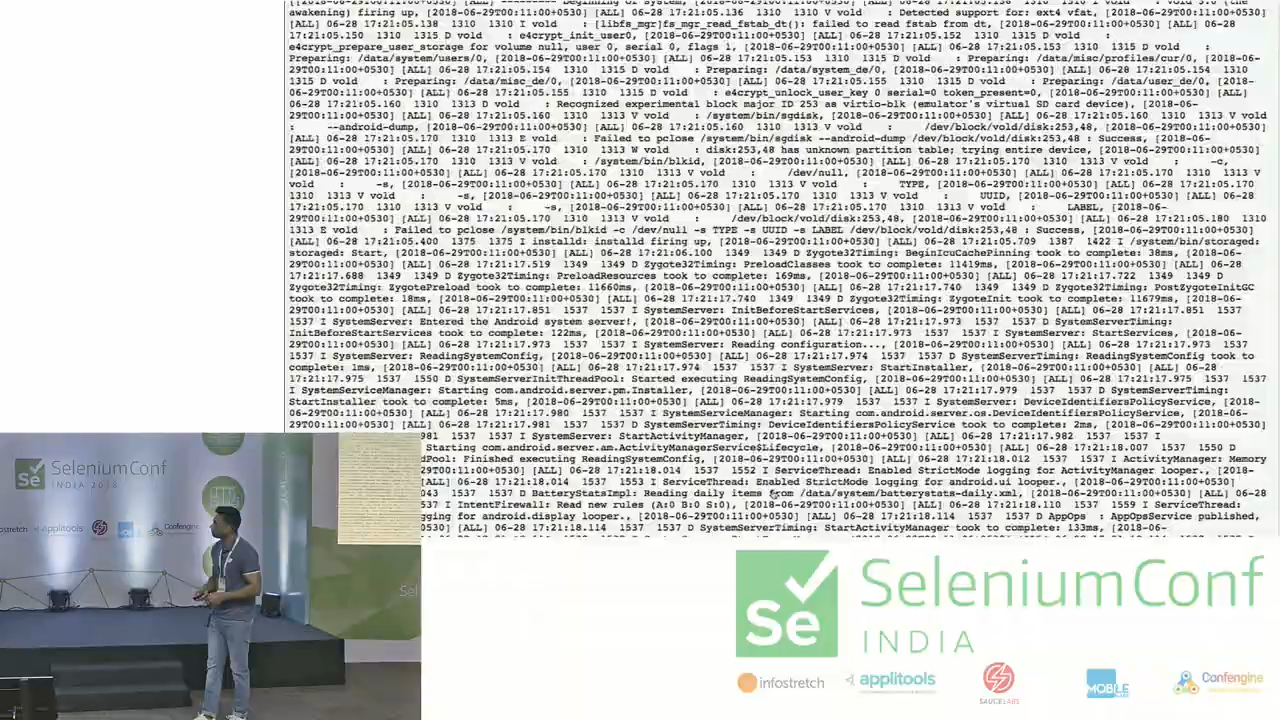 awakening) firing up, [2018-06-29T00:11:00+0530] [ALL] 06-28 17:21:05.136 1310 1310 I vold : Detected support for: ext4 vfat, [2018-06-29T00:11:00+0530]
[ALL] 06-28 17:21:05.138 1310 1310 I vold : [libfs_mgr]fs_mgr_read_fstab_dt(): failed to read fstab from dt, [2018-06-29T00:11:00+0530] [ALL] 06-28
17:21:05.150 1310 1315 D vold : e4crypt_init_user0, [2018-06-29T00:11:00+0530] [ALL] 06-28 17:21:05.152 1310 1315 D vold :
e4crypt_prepare_user_storage for volume null, user 0, serial 0, flags 1, [2018-06-29T00:11:00+0530] [ALL] 06-28 17:21:05.153 1310 1315 D vold :
Preparing: /data/system/users/0, [2018-06-29T00:11:00+0530] [ALL] 06-28 17:21:05.153 1310 1315 D vold : Preparing: /data/misc/profiles/cur/0, [2018-06-
29T00:11:00+0530] [ALL] 06-28 17:21:05.154 1310 1315 D vold : Preparing: /data/system_de/0, [2018-06-29T00:11:00+0530] [ALL] 06-28 17:21:05.154 1310
1315 D vold : Preparing: /data/misc_de/0, [2018-06-29T00:11:00+0530] [ALL] 06-28 17:21:05.155 1310 1315 D vold : Preparing: /data/user_de/0,
[2018-06-29T00:11:00+0530] [ALL] 06-28 17:21:05.155 1310 1315 D vold : e4crypt_unlock_user_key 0 serial=0 token_present=0, [2018-06-29T00:11:00+0530] [ALL] 06-28
17:21:05.160 1310 1313 D vold : Recognized experimental block major ID 253 as virtio-blk (emulator's virtual SD card device), [2018-06-
29T00:11:00+0530] [ALL] 06-28 17:21:05.160 1310 1313 V vold : /system/bin/sgdisk, [2018-06-29T00:11:00+0530] [ALL] 06-28 17:21:05.160 1310 1313 V vold
: --android-dump, [2018-06-29T00:11:00+0530] [ALL] 06-28 17:21:05.160 1310 1313 V vold : /dev/block/vold/disk:253,48, [2018-06-29T00:11:00+0530]
[ALL] 06-28 17:21:05.170 1310 1313 E vold : Failed to pclose /system/bin/sgdisk --android-dump /dev/block/vold/disk:253,48 : Success, [2018-06-
29T00:11:00+0530] [ALL] 06-28 17:21:05.170 1310 1313 W vold : disk:253,48 has unknown partition table; trying entire device, [2018-06-29T00:11:00+0530]
[ALL] 06-28 17:21:05.170 1310 1313 V vold : /system/bin/blkid, [2018-06-29T00:11:00+0530] [ALL] 06-28 17:21:05.170 1310 1313 V vold : -c,
[2018-06-29T00:11:00+0530] [ALL] 06-28 17:21:05.170 1310 1313 V vold : /dev/null, [2018-06-29T00:11:00+0530] [ALL] 06-28 17:21:05.170 1310 1313 V
vold : -s, [2018-06-29T00:11:00+0530] [ALL] 06-28 17:21:05.170 1310 1313 V vold : TYPE, [2018-06-29T00:11:00+0530] [ALL] 06-28 17:21:05.170
1310 1313 V vold : -s, [2018-06-29T00:11:00+0530] [ALL] 06-28 17:21:05.170 1310 1313 V vold : UUID, [2018-06-29T00:11:00+0530] [ALL] 06-28
17:21:05.170 1310 1313 V vold : -s, [2018-06-29T00:11:00+0530] [ALL] 06-28 17:21:05.170 1310 1313 V vold : LABEL, [2018-06-
29T00:11:00+0530] [ALL] 06-28 17:21:05.170 1310 1313 V vold : /dev/block/vold/disk:253,48, [2018-06-29T00:11:00+0530] [ALL] 06-28 17:21:05.180 1310
1313 E vold : Failed to pclose /system/bin/blkid -c /dev/null -s TYPE -s UUID -s LABEL /dev/block/vold/disk:253,48 : Success, [2018-06-29T00:11:00+0530]
[ALL] 06-28 17:21:05.400 1375 1375 I installd: installd firing up, [2018-06-29T00:11:00+0530] [ALL] 06-28 17:21:05.709 1387 1422 I /system/bin/storaged:
storaged: Start, [2018-06-29T00:11:00+0530] [ALL] 06-28 17:21:06.100 1349 1349 D Zygote32Timing: BeginIcuCachePinning took to complete: 38ms, [2018-06-
29T00:11:00+0530] [ALL] 06-28 17:21:17.519 1349 1349 D Zygote32Timing: PreloadClasses took to complete: 11419ms, [2018-06-29T00:11:00+0530] [ALL] 06-28
17:21:17.688 1349 1349 D Zygote32Timing: PreloadResources took to complete: 169ms, [2018-06-29T00:11:00+0530] [ALL] 06-28 17:21:17.722 1349 1349 D
Zygote32Timing: ZygotePreload took to complete: 11660ms, [2018-06-29T00:11:00+0530] [ALL] 06-28 17:21:17.740 1349 1349 D Zygote32Timing: PostZygoteInitGC
took to complete: 18ms, [2018-06-29T00:11:00+0530] [ALL] 06-28 17:21:17.740 1349 1349 D Zygote32Timing: ZygoteInit took to complete: 11679ms, [2018-06-
29T00:11:00+0530] [ALL] 06-28 17:21:17.851 1537 1537 I SystemServer: InitBeforeStartServices, [2018-06-29T00:11:00+0530] [ALL] 06-28 17:21:17.851 1537
1537 I SystemServer: Entered the Android system server!, [2018-06-29T00:11:00+0530] [ALL] 06-28 17:21:17.973 1537 1537 D SystemServerTiming:
InitBeforeStartServices took to complete: 122ms, [2018-06-29T00:11:00+0530] [ALL] 06-28 17:21:17.973 1537 1537 I SystemServer: StartServices, [2018-06-
29T00:11:00+0530] [ALL] 06-28 17:21:17.973 1537 1537 I SystemServer: Reading configuration..., [2018-06-29T00:11:00+0530] [ALL] 06-28 17:21:17.973 1537
1537 I SystemServer: ReadingSystemConfig, [2018-06-29T00:11:00+0530] [ALL] 06-28 17:21:17.974 1537 1537 D SystemServerTiming: ReadingSystemConfig took to
complete: 1ms, [2018-06-29T00:11:00+0530] [ALL] 06-28 17:21:17.974 1537 1537 I SystemServer: StartInstaller, [2018-06-29T00:11:00+0530] [ALL] 06-28
17:21:17.975 1537 1550 D SystemServerInitThreadPool: Started executing ReadingSystemConfig, [2018-06-29T00:11:00+0530] [ALL] 06-28 17:21:17.975 1537 1537
I SystemServiceManager: Starting com.android.server.pm.Installer, [2018-06-29T00:11:00+0530] [ALL] 06-28 17:21:17.979 1537 1537 D SystemServerTiming:
StartInstaller took to complete: 5ms, [2018-06-29T00:11:00+0530] [ALL] 06-28 17:21:17.979 1537 1537 I SystemServer: DeviceIdentifiersPolicyService, [2018-06-
29T00:11:00+0530] [ALL] 06-28 17:21:17.980 1537 1537 I SystemServiceManager: Starting com.android.server.os.DeviceIdentifiersPolicyService, [2018-06-
29T00:11:00+0530] [ALL] 06-28 17:21:17.981 1537 1537 D SystemServerTiming: DeviceIdentifiersPolicyService took to complete: 2ms, [2018-06-
981 1537 1537 I SystemServer: StartActivityManager, [2018-06-29T00:11:00+0530] [ALL] 06-28 17:21:17.982 1537 1537 I
Starting com.android.server.am.ActivityManagerService$Lifecycle, [2018-06-29T00:11:00+0530] [ALL] 06-28 17:21:18.007 1537 1550 D
dPool: Finished executing ReadingSystemConfig, [2018-06-29T00:11:00+0530] [ALL] 06-28 17:21:18.012 1537 1537 I ActivityManager: Memory
[2018-06-29T00:11:00+0530] [ALL] 06-28 17:21:18.014 1537 1552 I ServiceThread: Enabled StrictMode logging for ActivityManager looper., [2018-
[ALL] 06-28 17:21:18.014 1537 1553 I ServiceThread: Enabled StrictMode logging for android.ui looper., [2018-06-29T00:11:00+0530] [ALL] 06-28
043 1537 1537 D BatteryStatsImpl: Reading daily items from /data/system/batterystats-daily.xml, [2018-06-29T00:11:00+0530] [ALL] 06-28
537 I IntentFirewall: Read new rules (A:0 B:0 S:0), [2018-06-29T00:11:00+0530] [ALL] 06-28 17:21:18.110 1537 1559 I ServiceThread:
gging for android.display looper., [2018-06-29T00:11:00+0530] [ALL] 06-28 17:21:18.114 1537 1537 D AppOps : AppOpsService published,
[ALL] 06-28 17:21:18.114 1537 1537 D SystemServerTiming: StartActivityManager took to complete: 133ms, [2018-06-
Se SeleniumConf
INDIA 2018
ostretch applitools Confengine
Sel
Se SeleniumConf
INDIA
infostretch applitools SAUCELABS MOBILE Confengine